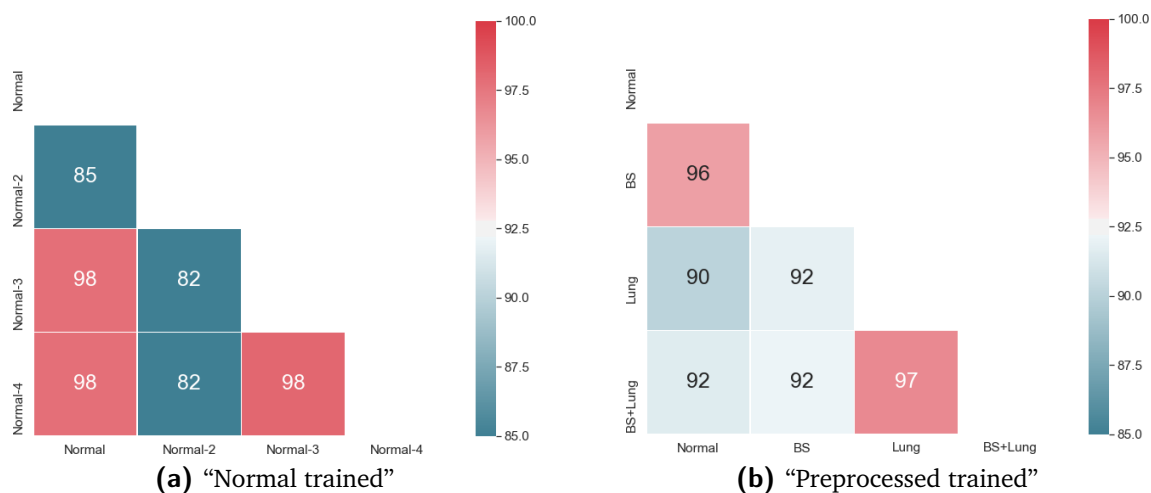 100.0
97.5
95.0
92.5
90.0
87.5
85.0
Normal
Normal-2
Normal-3
Normal-4
85
98 82
98 82 98
Normal Normal-2 Normal-3 Normal-4
(a) “Normal trained”
100.0
97.5
95.0
92.5
90.0
87.5
85.0
Normal
BS
Lung
BS+Lung
96
90 92
92 92 97
Normal BS Lung BS+Lung
(b) “Preprocessed trained”